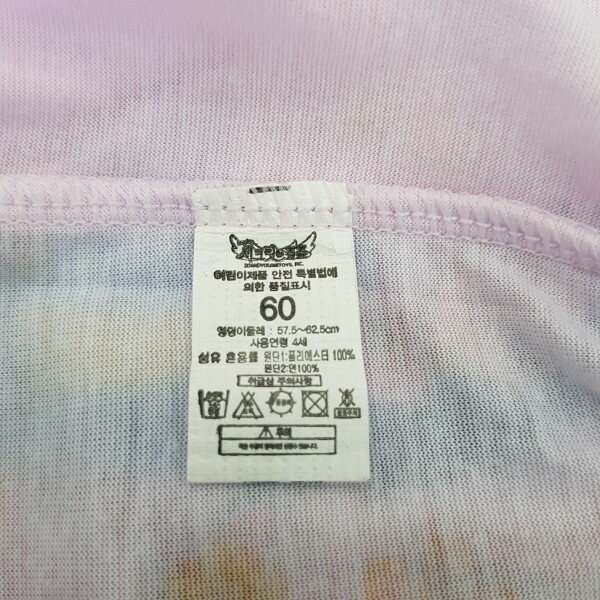 어린이제품 안전 특별법에
의한 품질표시
60
엉덩이둘레 : 57.5~62.5cm
사용연령 4세
섬유 혼용률 원단1:폴리에스터 100%
원단2:면100%
취급상 주의사항
주의